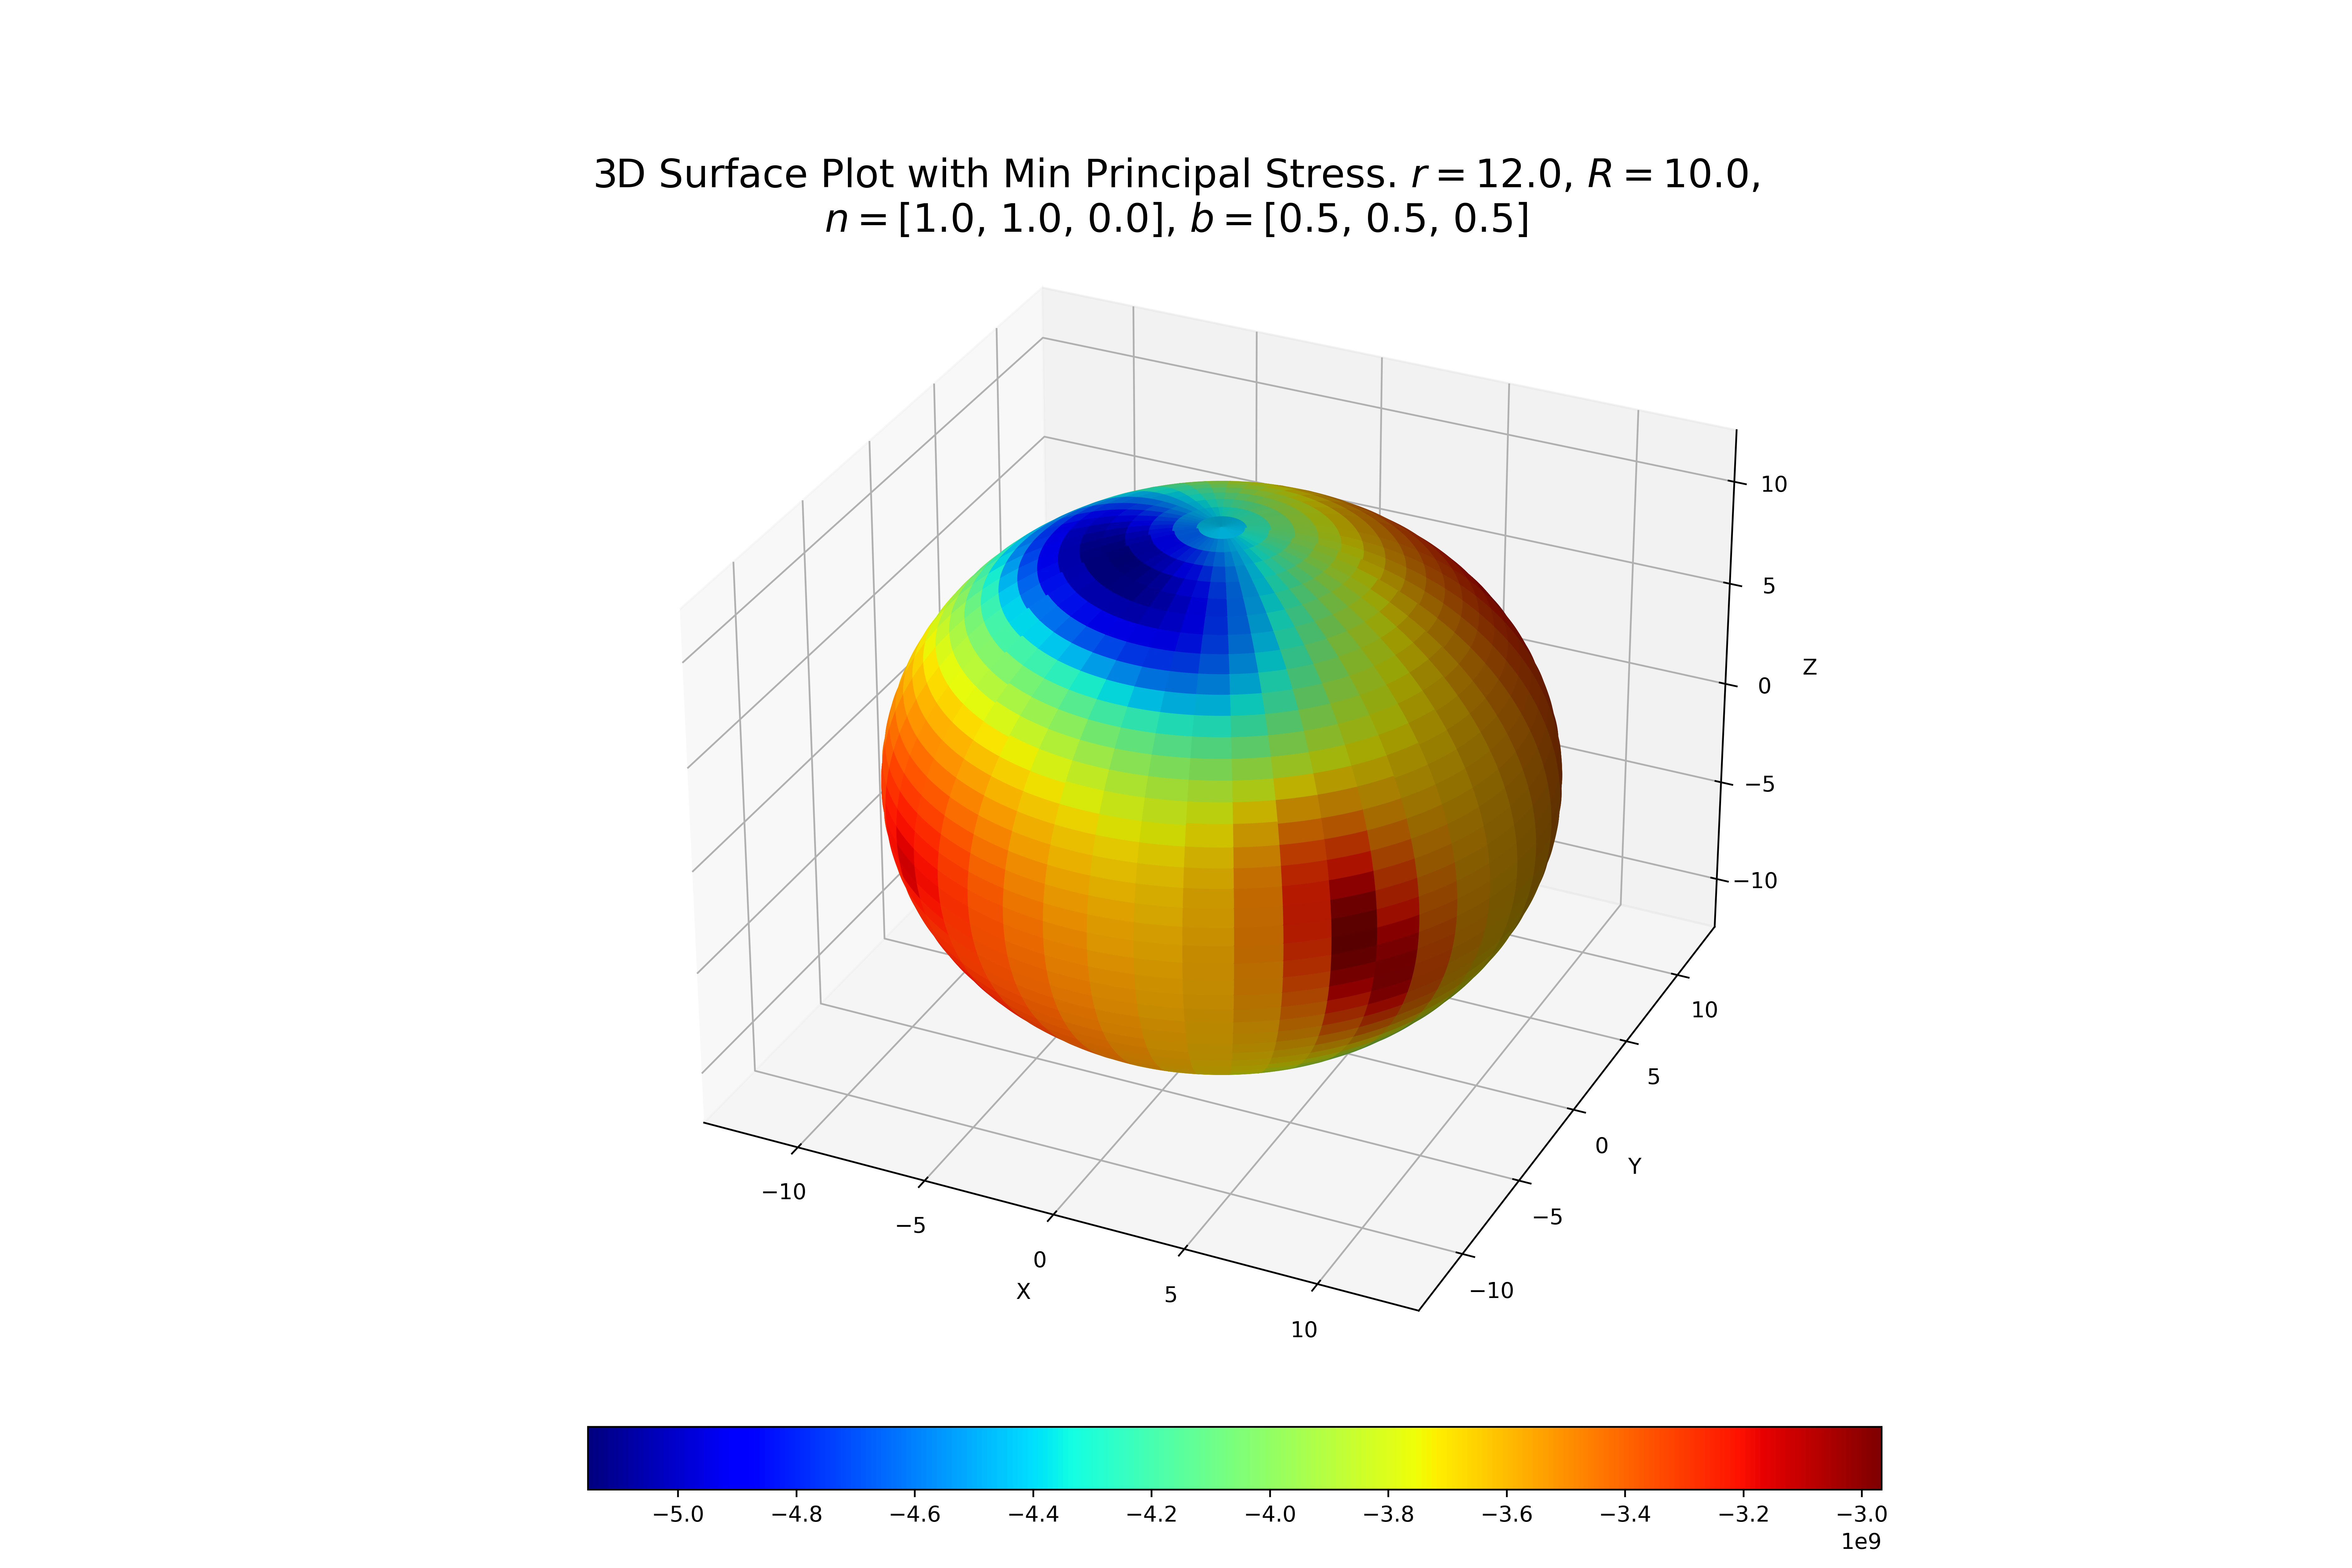 3D Surface Plot with Min Principal Stress. r = 12.0, R = 10.0,
n = [1.0, 1.0, 0.0], b = [0.5, 0.5, 0.5]
10
5
0
−5
−10
Z
10
5
0
−5
−10
Y
−10
−5
0
5
10
X
−5.0 −4.8 −4.6 −4.4 −4.2 −4.0 −3.8 −3.6 −3.4 −3.2 −3.0
1e9